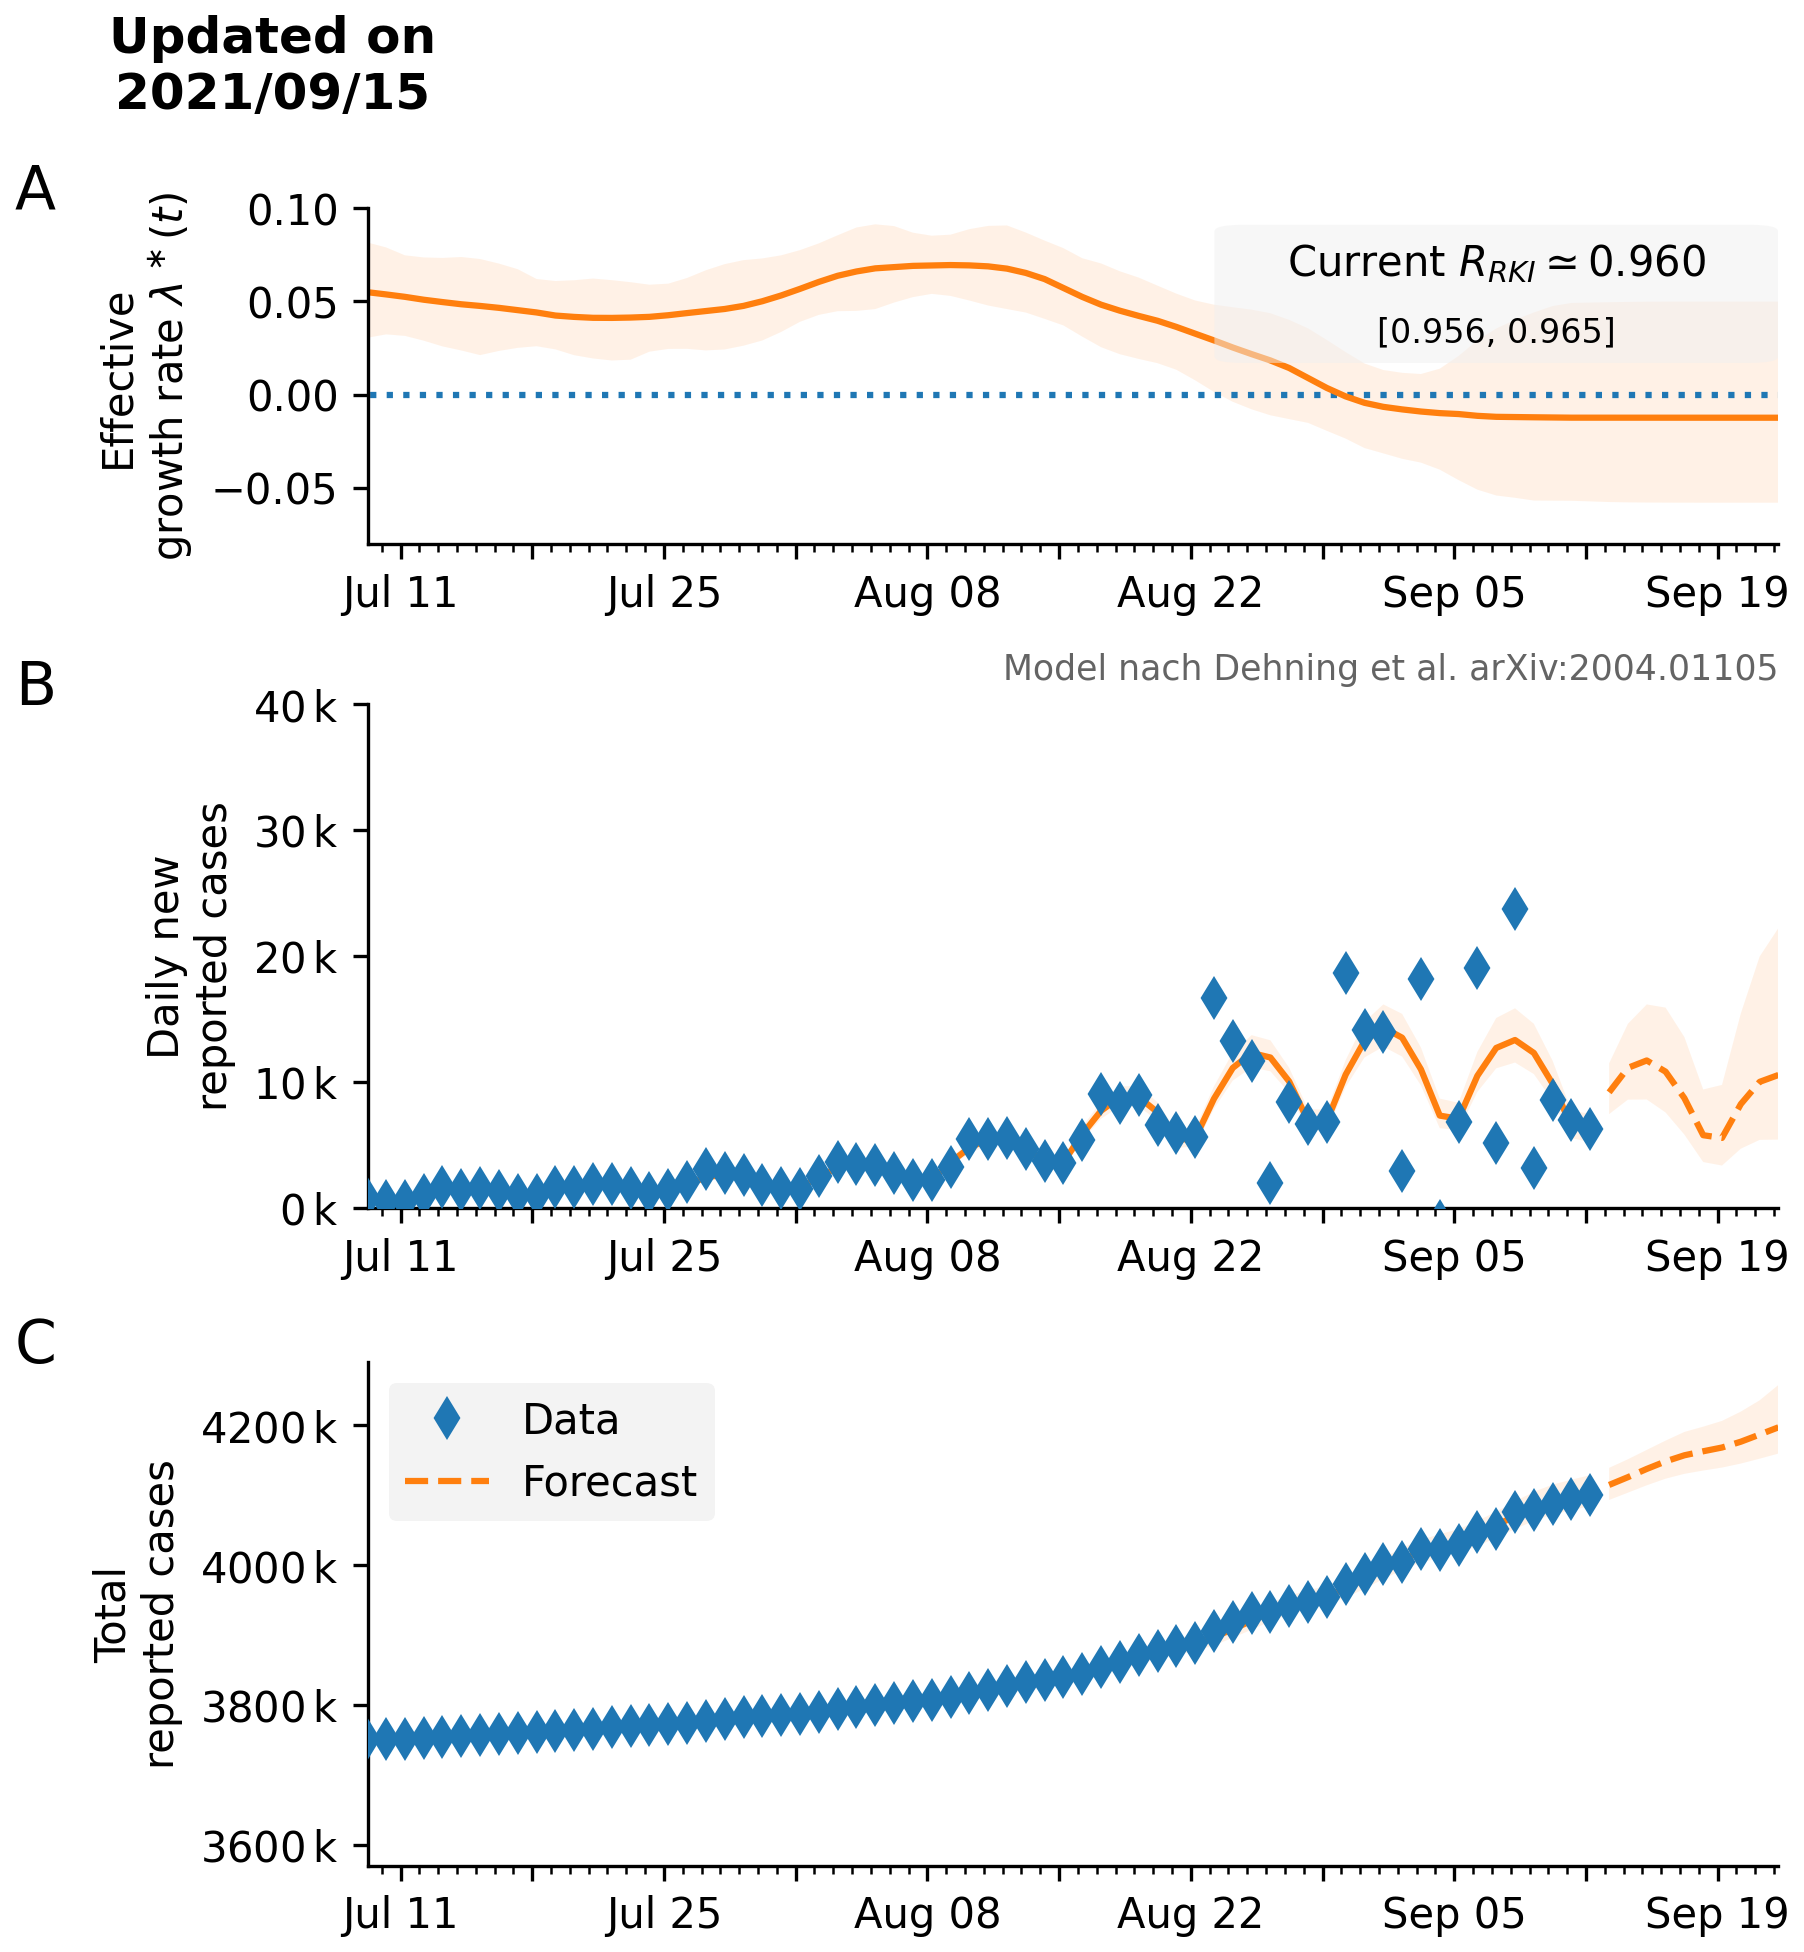 Updated on
2021/09/15
A
Effective
growth rate λ * (t)
0.10
0.05
0.00
−0.05
Current R_RKI ≃ 0.960
[0.956, 0.965]
Jul 11
Jul 25
Aug 08
Aug 22
Sep 05
Sep 19
Model nach Dehning et al. arXiv:2004.01105
B
Daily new
reported cases
40 k
30 k
20 k
10 k
0 k
Jul 11
Jul 25
Aug 08
Aug 22
Sep 05
Sep 19
C
Total
reported cases
4200 k
4000 k
3800 k
3600 k
Data
Forecast
Jul 11
Jul 25
Aug 08
Aug 22
Sep 05
Sep 19